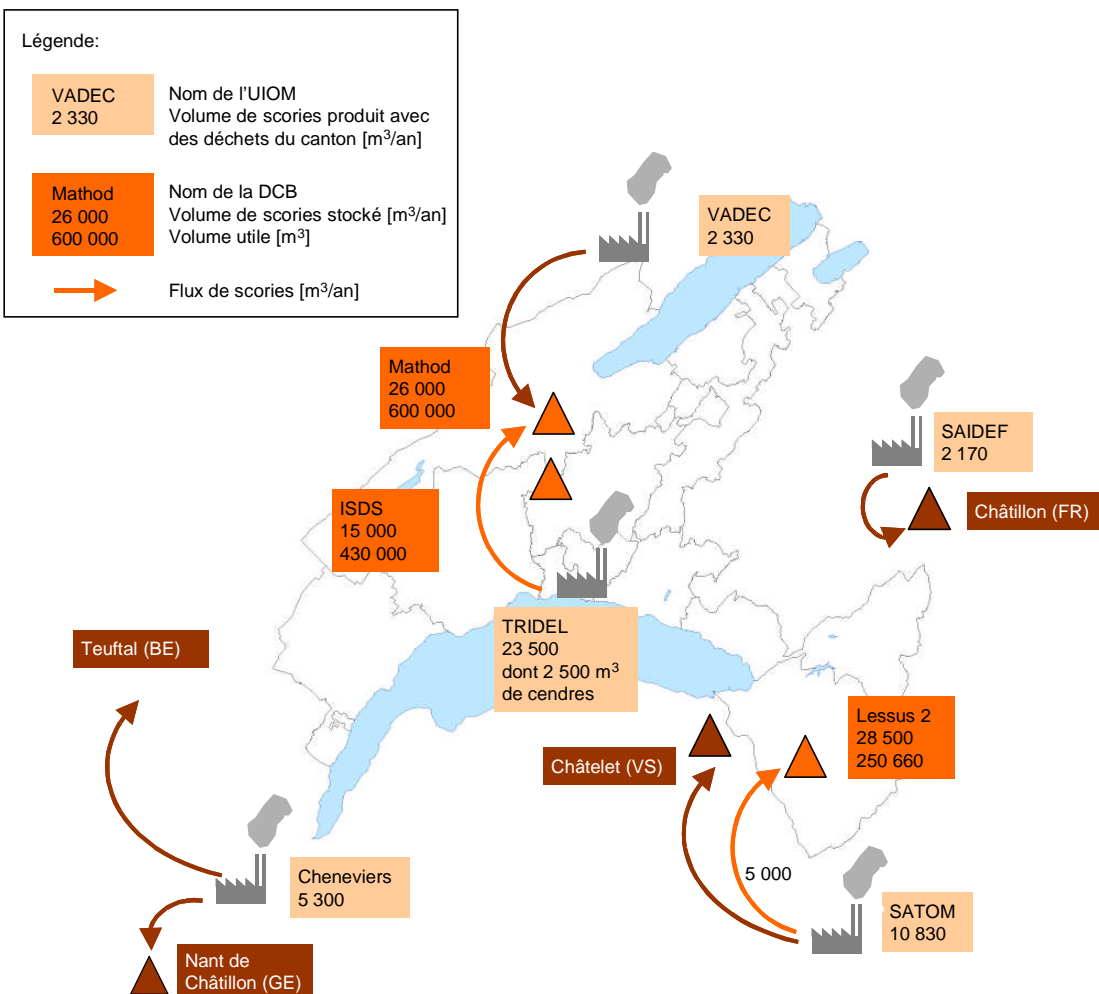 Légende:
VADEC
2 330
Nom de l'UIOM
Volume de scories produit avec
des déchets du canton [m³/an]
Mathod
26 000
600 000
Nom de la DCB
Volume de scories stocké [m³/an]
Volume utile [m³]
Flux de scories [m³/an]
VADEC
2 330
Mathod
26 000
600 000
SAIDEF
2 170
ISDS
15 000
430 000
Châtillon (FR)
TRIDEL
23 500
dont 2 500 m³
de cendres
Teuftal (BE)
Lessus 2
28 500
250 660
Châtelet (VS)
Cheneviers
5 300
5 000
SATOM
10 830
Nant de
Châtillon (GE)